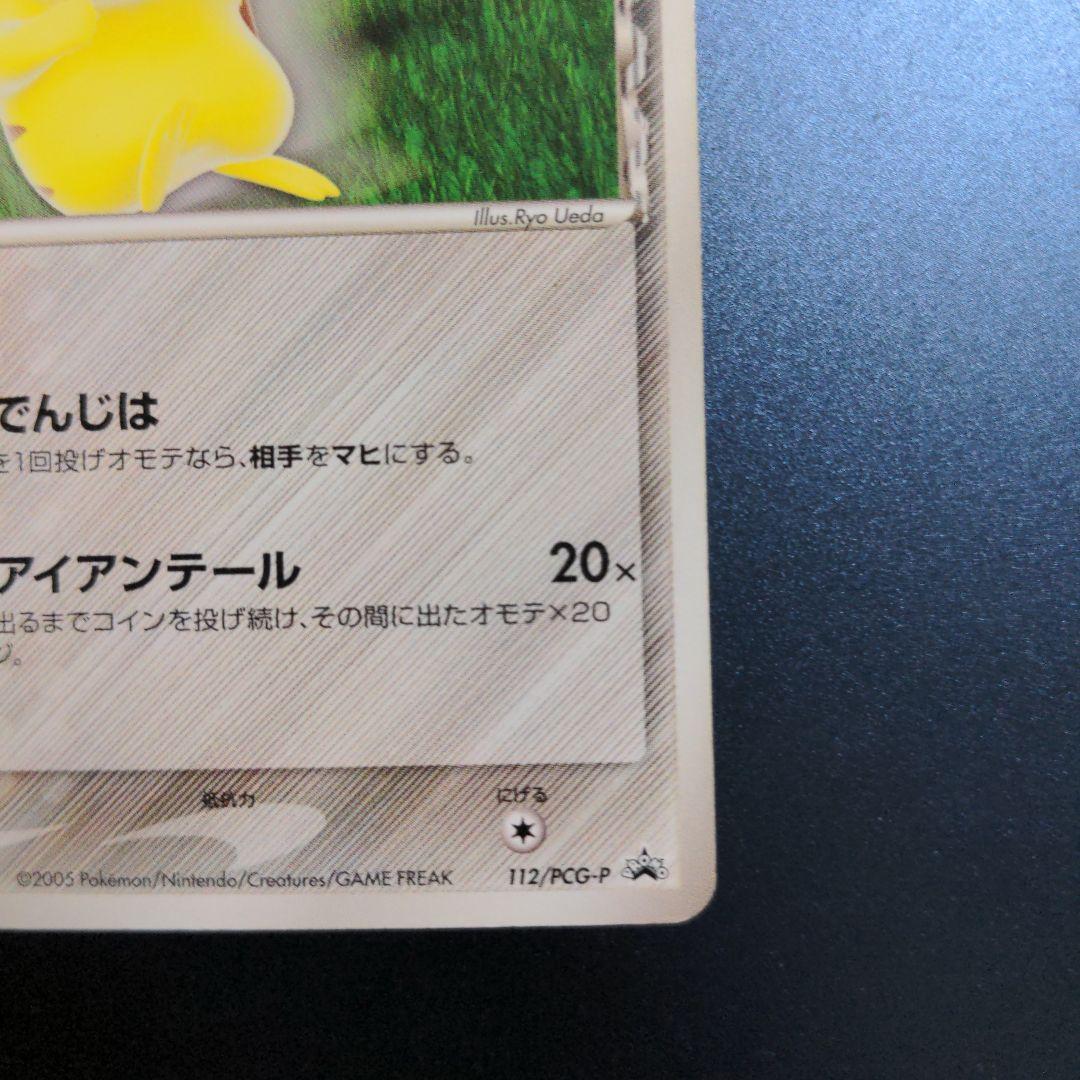 Illus.Ryo Ueda
でんじは
を1回投げオモテなら、相手をマヒにする。
アイアンテール 20×
出るまでコインを投げ続け、その間に出たオモテ×20
ジ。
抵抗力 にげる
©2005 Pokémon/Nintendo/Creatures/GAME FREAK 112/PCG-P